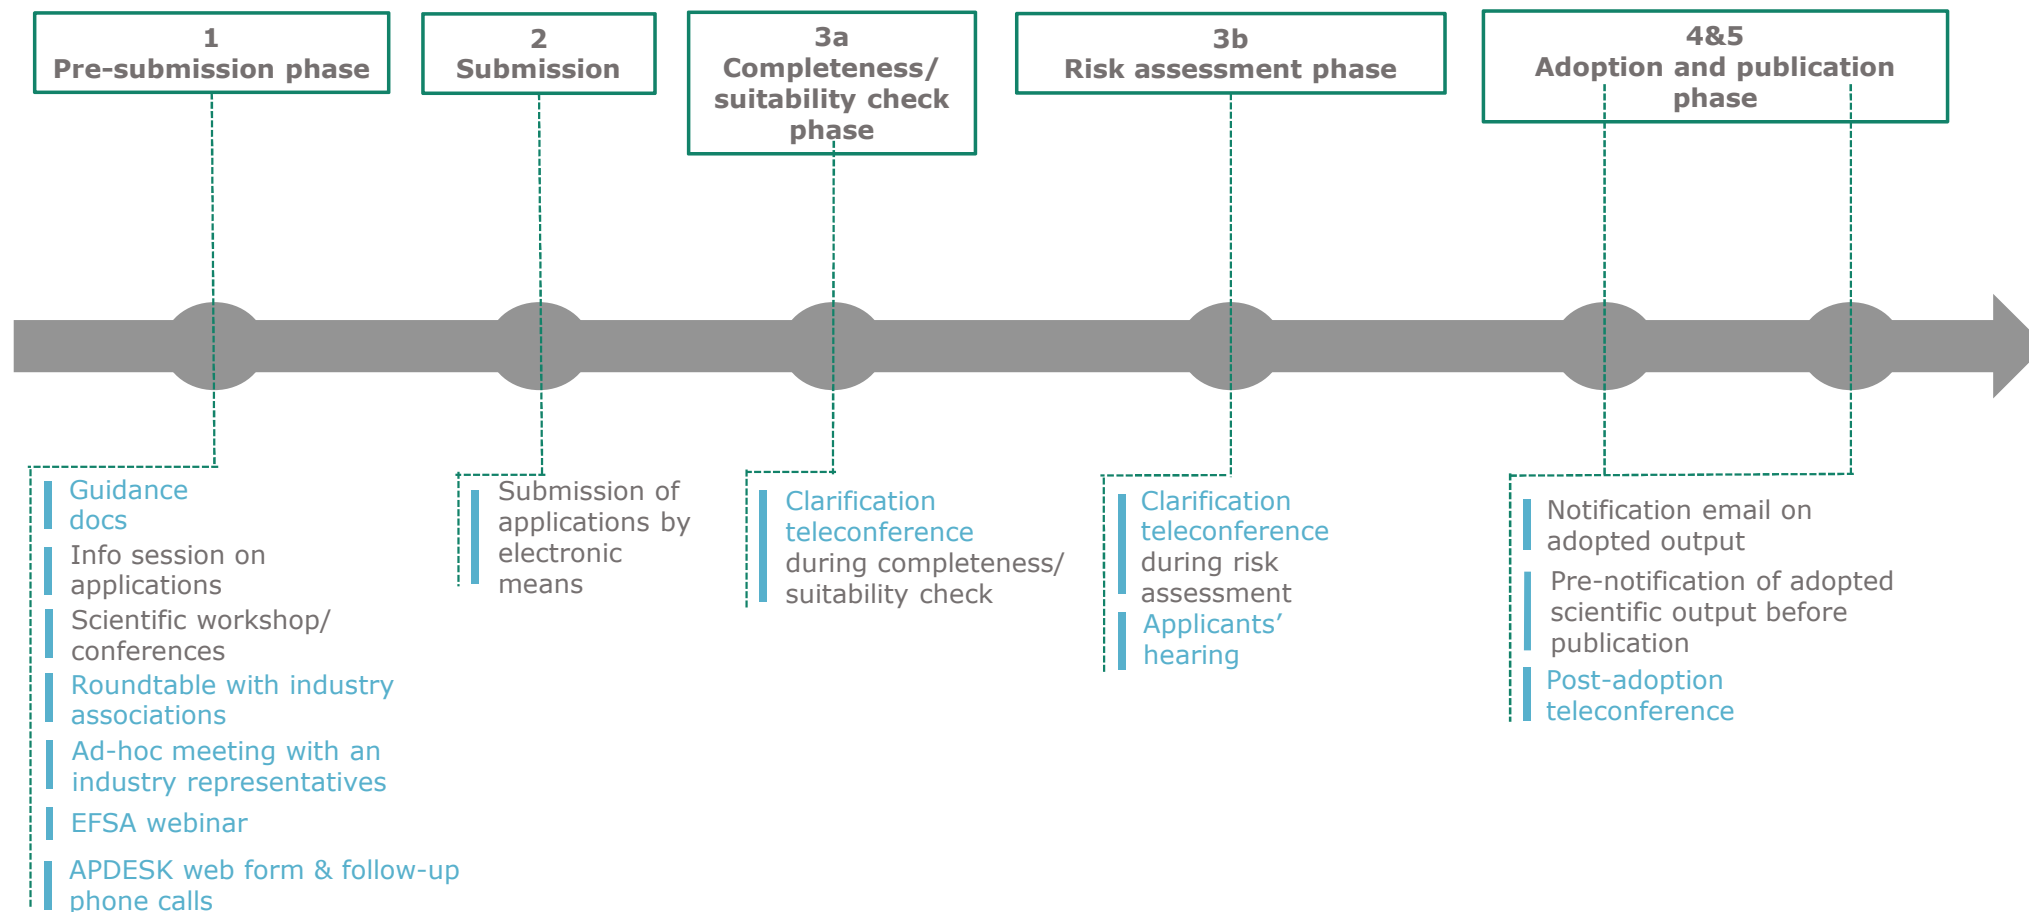 1
Pre-submission phase
2
Submission
3a
Completeness/
suitability check
phase
3b
Risk assessment phase
4&5
Adoption and publication
phase
Guidance
docs
Info session on
applications
Scientific workshop/
conferences
Roundtable with industry
associations
Ad-hoc meeting with an
industry representatives
EFSA webinar
APDESK web form & follow-up
phone calls
Submission of
applications by
electronic
means
Clarification
teleconference
during completeness/
suitability check
Clarification
teleconference
during risk
assessment
Applicants’
hearing
Notification email on
adopted output
Pre-notification of adopted
scientific output before
publication
Post-adoption
teleconference